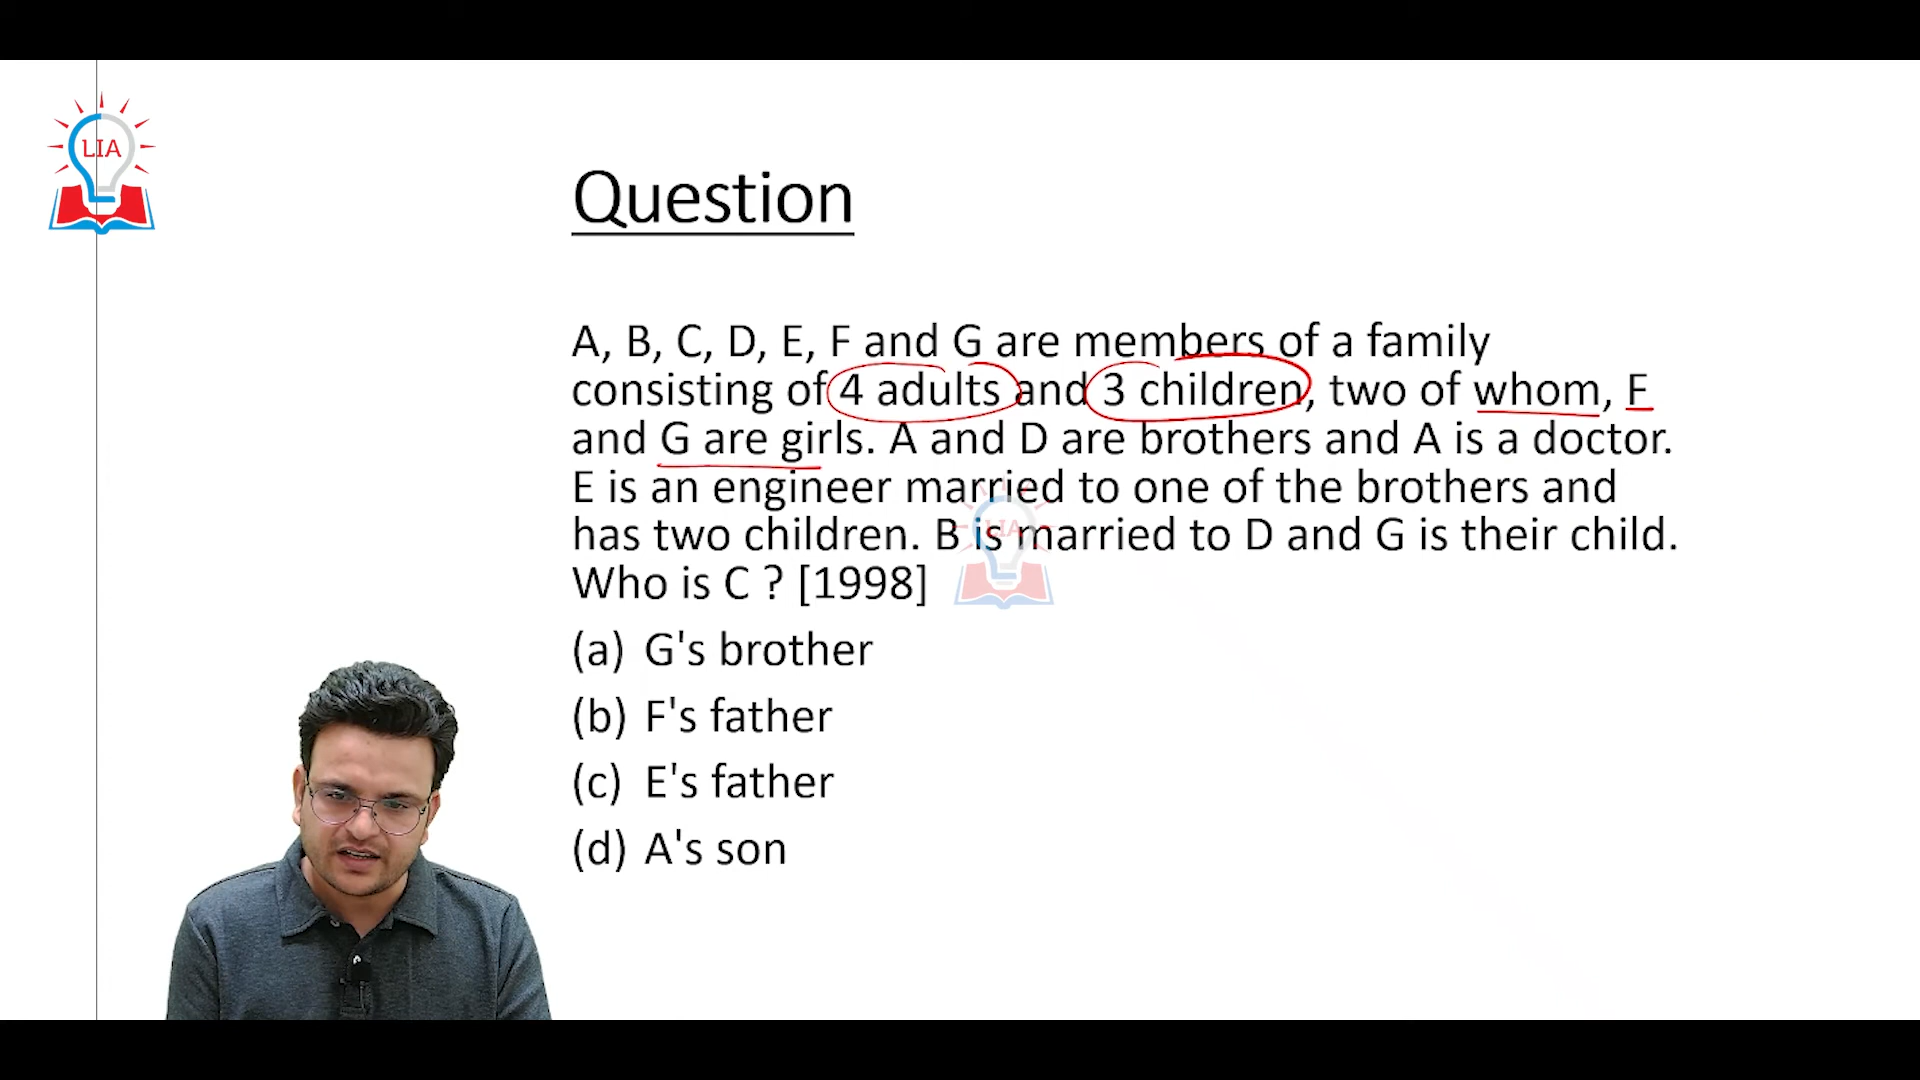 LIA
Question
A, B, C, D, E, F and G are members of a family
consisting of 4 adults and 3 children, two of whom, F
and G are girls. A and D are brothers and A is a doctor.
E is an engineer married to one of the brothers and
has two children. B is married to D and G is their child.
Who is C ? [1998]
LIA
(a) G's brother
(b) F's father
(c) E's father
(d) A's son